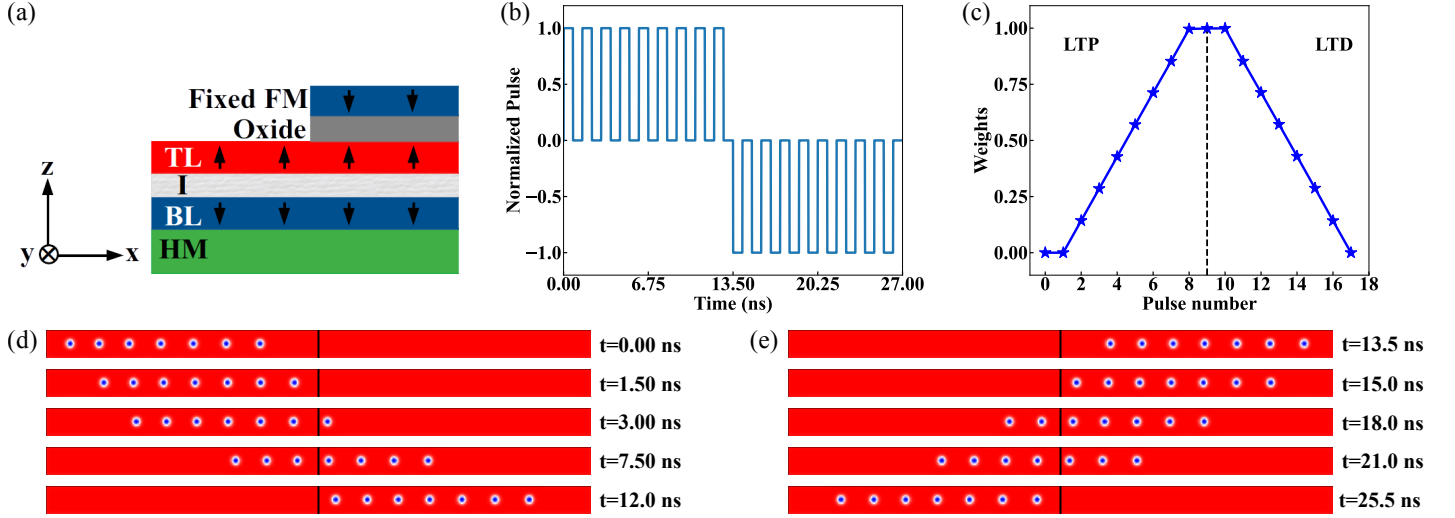 (a)
Fixed FM
Oxide
TL
I
BL
HM
z
y
x
(b)
Normalized Pulse
1.0
0.5
0.0
−0.5
−1.0
0.00 6.75 13.50 20.25 27.00
Time (ns)
(c)
Weights
LTP LTD
1.00
0.75
0.50
0.25
0.00
0 2 4 6 8 10 12 14 16 18
Pulse number
(d)
t=0.00 ns
t=1.50 ns
t=3.00 ns
t=7.50 ns
t=12.0 ns
(e)
t=13.5 ns
t=15.0 ns
t=18.0 ns
t=21.0 ns
t=25.5 ns